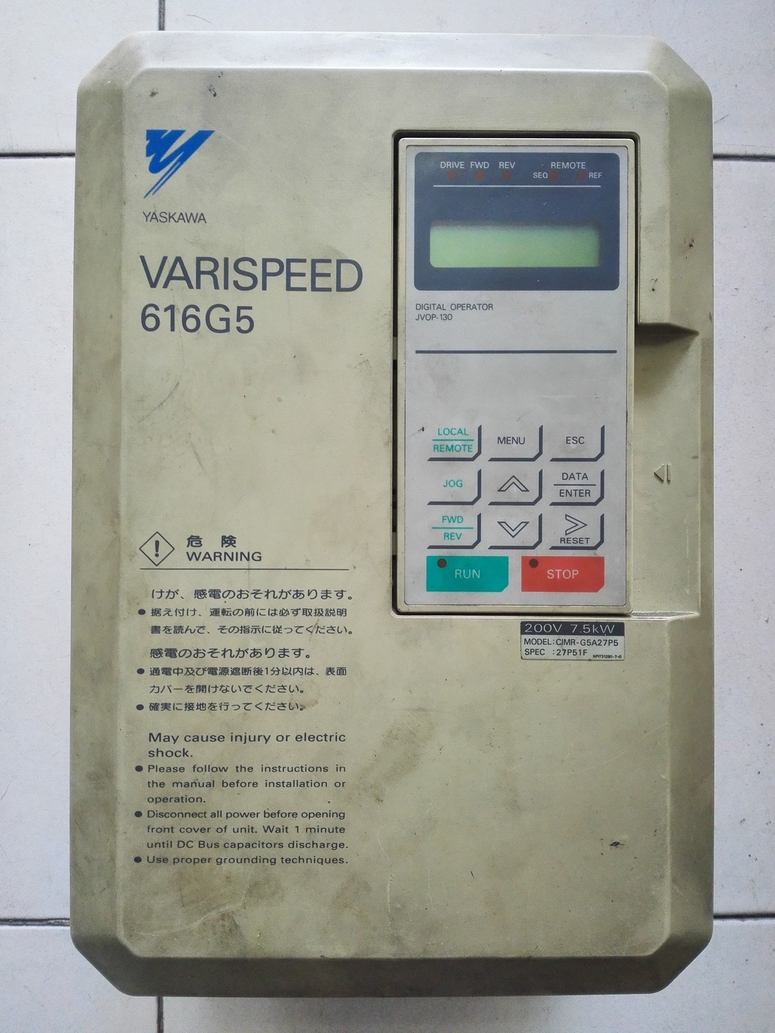 YASKAWA
VARISPEED
616G5
DRIVE FWD REV REMOTE
SEQ REF
DIGITAL OPERATOR
JVOP-130
LOCAL
REMOTE
MENU
ESC
JOG
DATA
ENTER
FWD
REV
RESET
RUN
STOP
200V 7.5kW
MODEL:CIMR-G5A27P5
SPEC :27P51F
危険
WARNING
けが、感電のおそれがあります。
● 据え付け、運転の前には必ず取扱説明
書を読んで、その指示に従ってください。
感電のおそれがあります。
● 通電中及び電源遮断後1分以内は、表面
カバーを開けないでください。
● 確実に接地を行ってください。
May cause injury or electric
shock.
● Please follow the instructions in
the manual before installation or
operation.
● Disconnect all power before opening
front cover of unit. Wait 1 minute
until DC Bus capacitors discharge.
● Use proper grounding techniques.